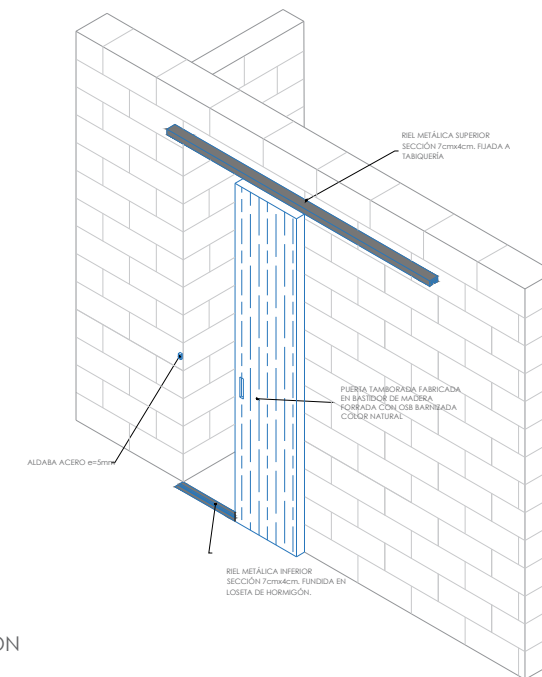 RIEL METÁLICA SUPERIOR
SECCIÓN 7cmx4cm. FIJADA A
TABIQUERÍA
PUERTA TAMBORADA FABRICADA
EN BASTIDOR DE MADERA
FORRADA CON OSB BARNIZADA
COLOR NATURAL
ALDABA ACERO e=5mm
RIEL METÁLICA INFERIOR
SECCIÓN 7cmx4cm. FUNDIDA EN
LOSETA DE HORMIGÓN.
ON